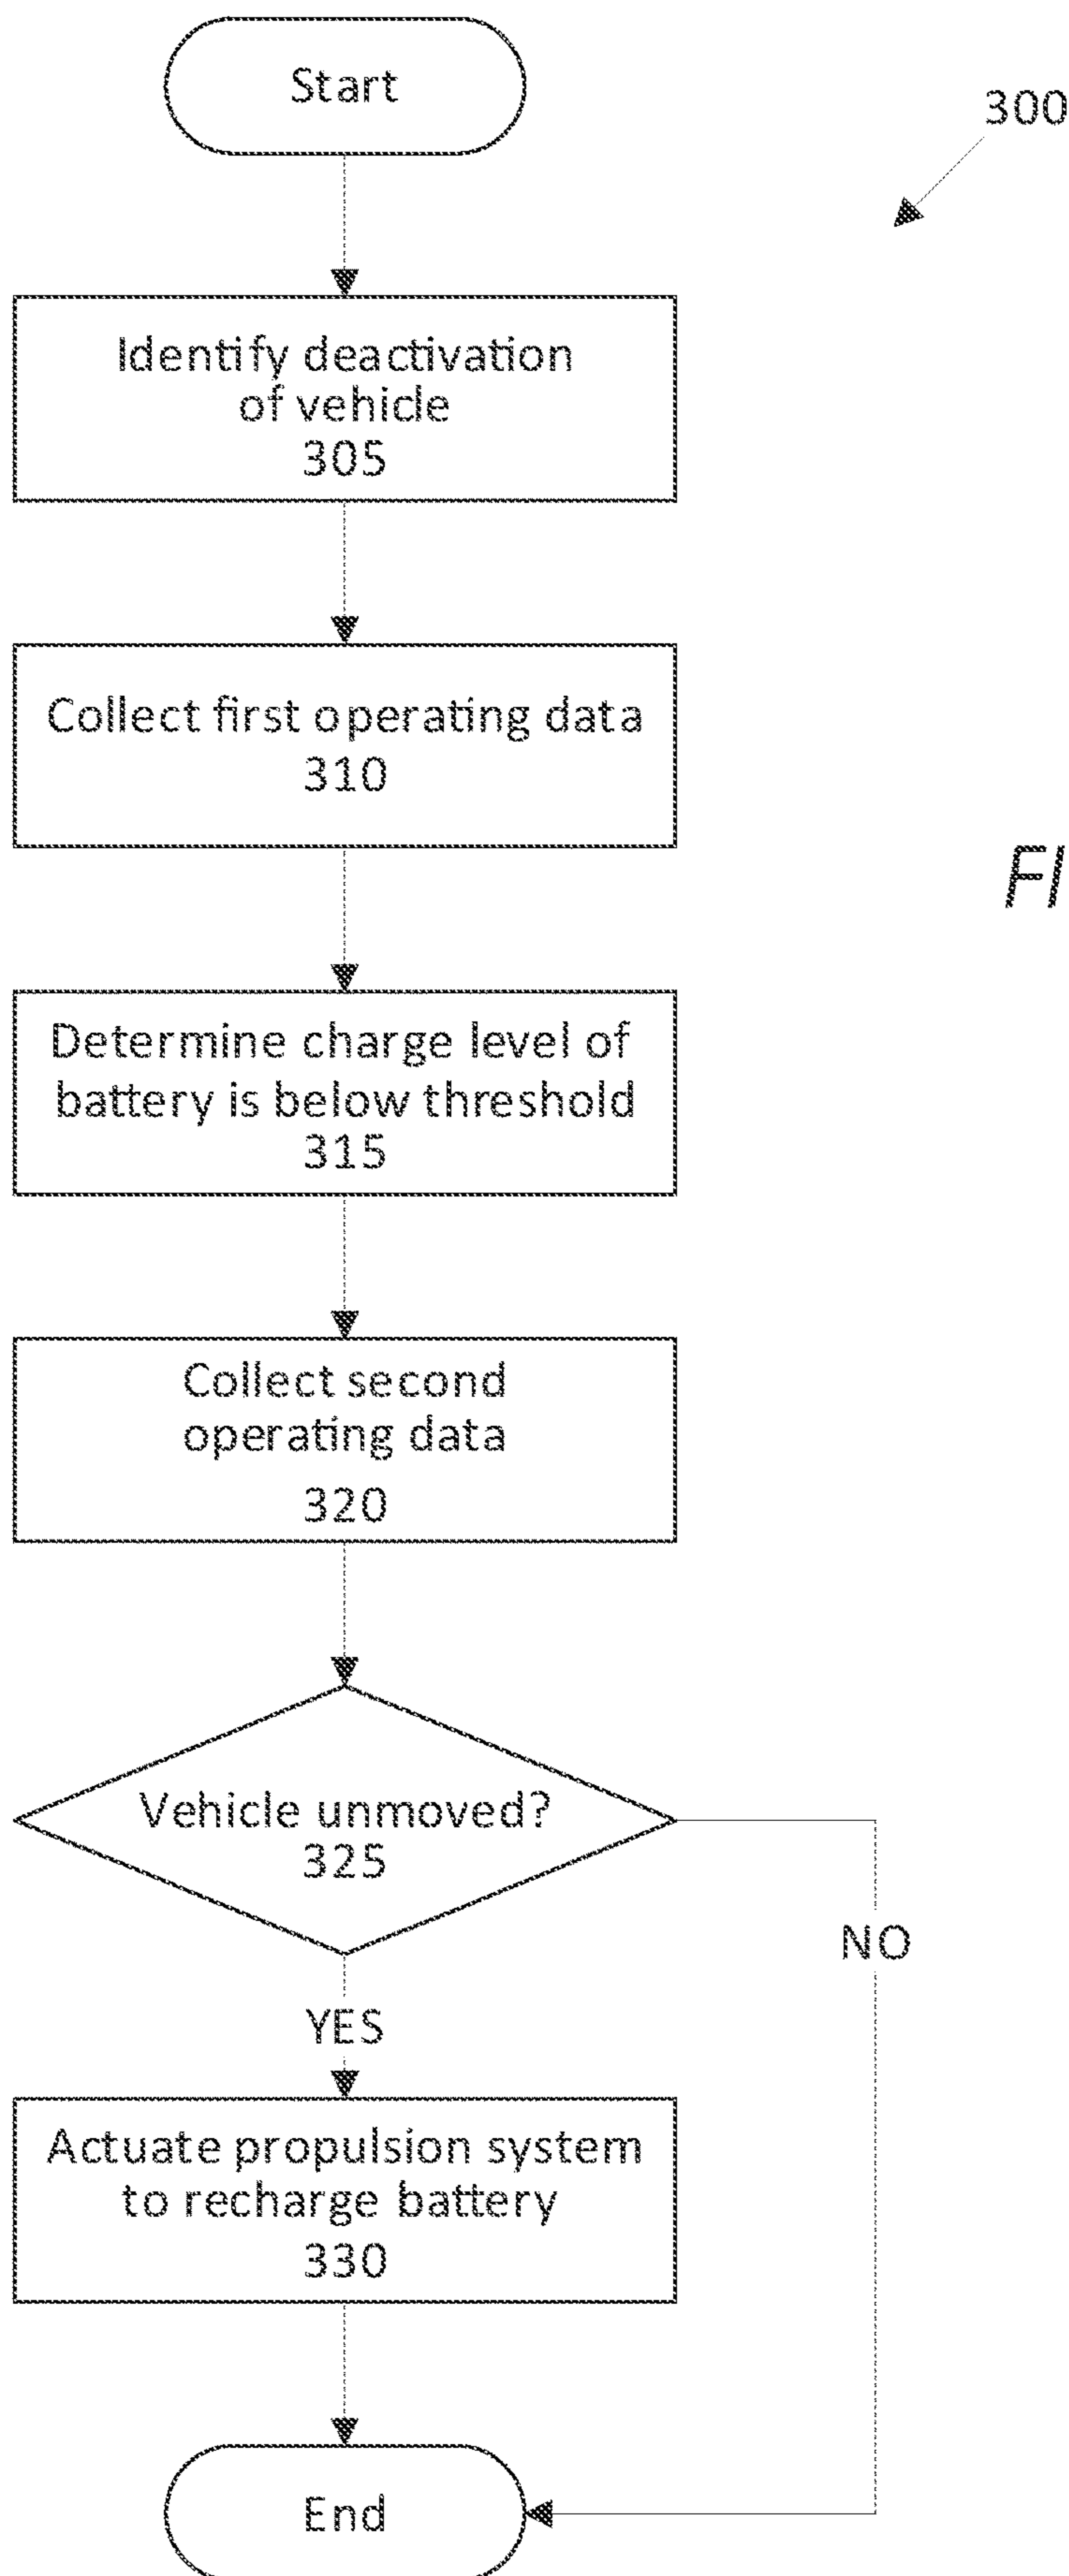 Start
300
Identify deactivation
of vehicle
305
Collect first operating data
310
FI
Determine charge level of
battery is below threshold
315
Collect second
operating data
320
Vehicle unmoved?
325
NO
YES
Actuate propulsion system
to recharge battery
330
End